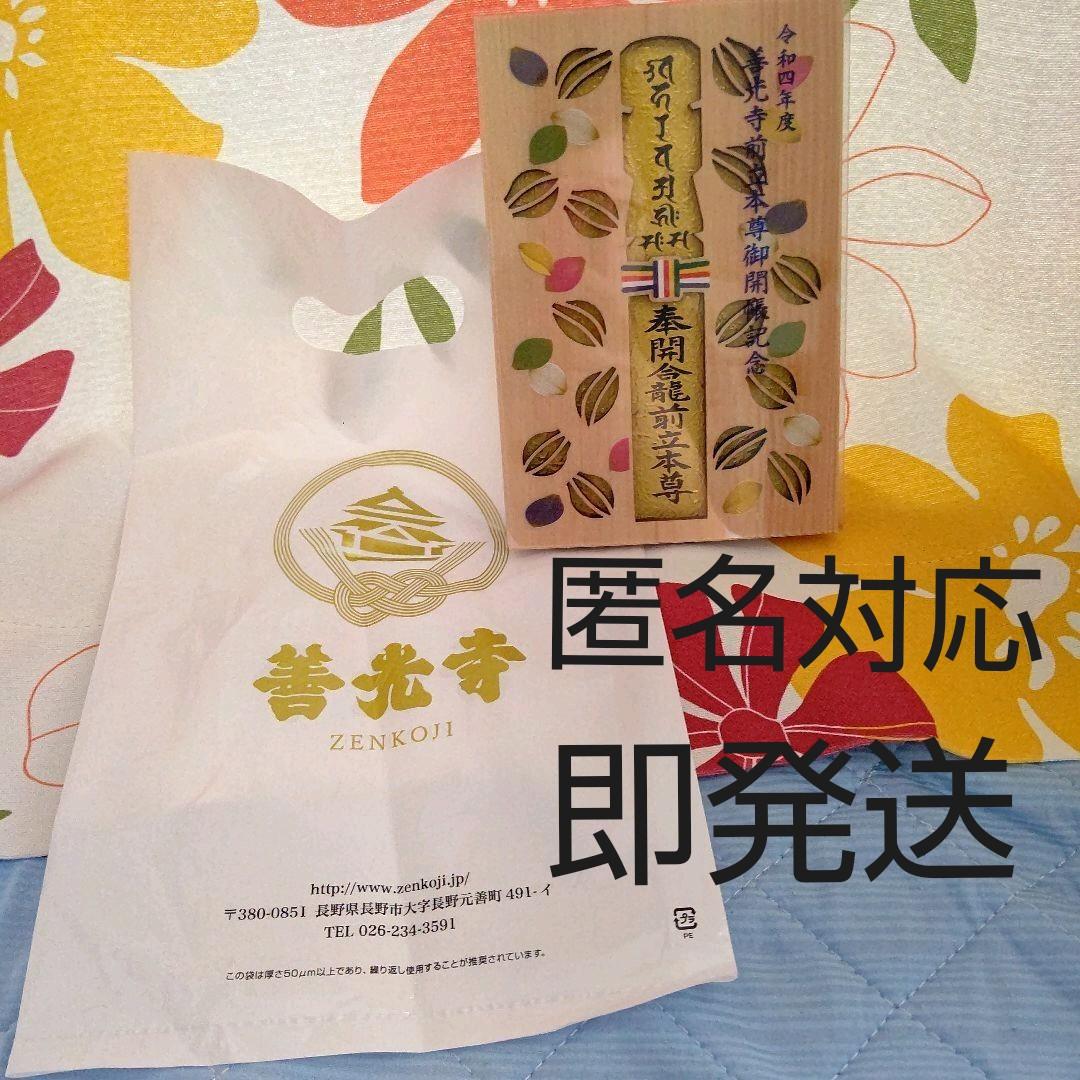 令和四年度
善光寺前立本尊御開帳記念
奉開合龍前立本尊
善光寺
ZENKOJI
http://www.zenkoji.jp/
〒380-0851 長野県長野市大字長野元善町 491-イ
TEL 026-234-3591
この袋は厚さ50μm以上であり、繰り返し使用することが推奨されています。
プラ
PE
匿名対応
即発送